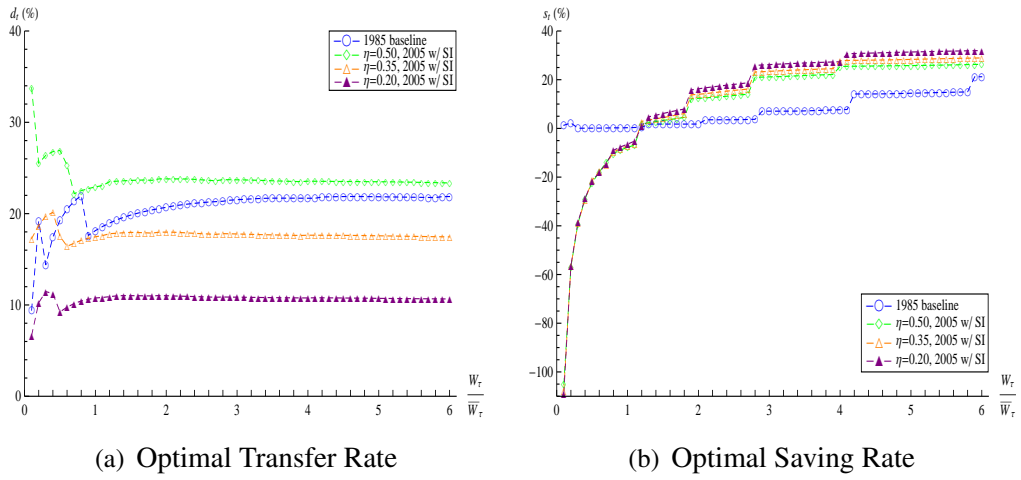 d_t (%)
40
30
20
10
0
0
1
2
3
4
5
6
W_τ
W̅_τ
1985 baseline
η=0.50, 2005 w/ SI
η=0.35, 2005 w/ SI
η=0.20, 2005 w/ SI
(a) Optimal Transfer Rate
s_t (%)
40
20
0
−20
−40
−60
−80
−100
0
1
2
3
4
5
6
W_τ
W̅_τ
1985 baseline
η=0.50, 2005 w/ SI
η=0.35, 2005 w/ SI
η=0.20, 2005 w/ SI
(b) Optimal Saving Rate